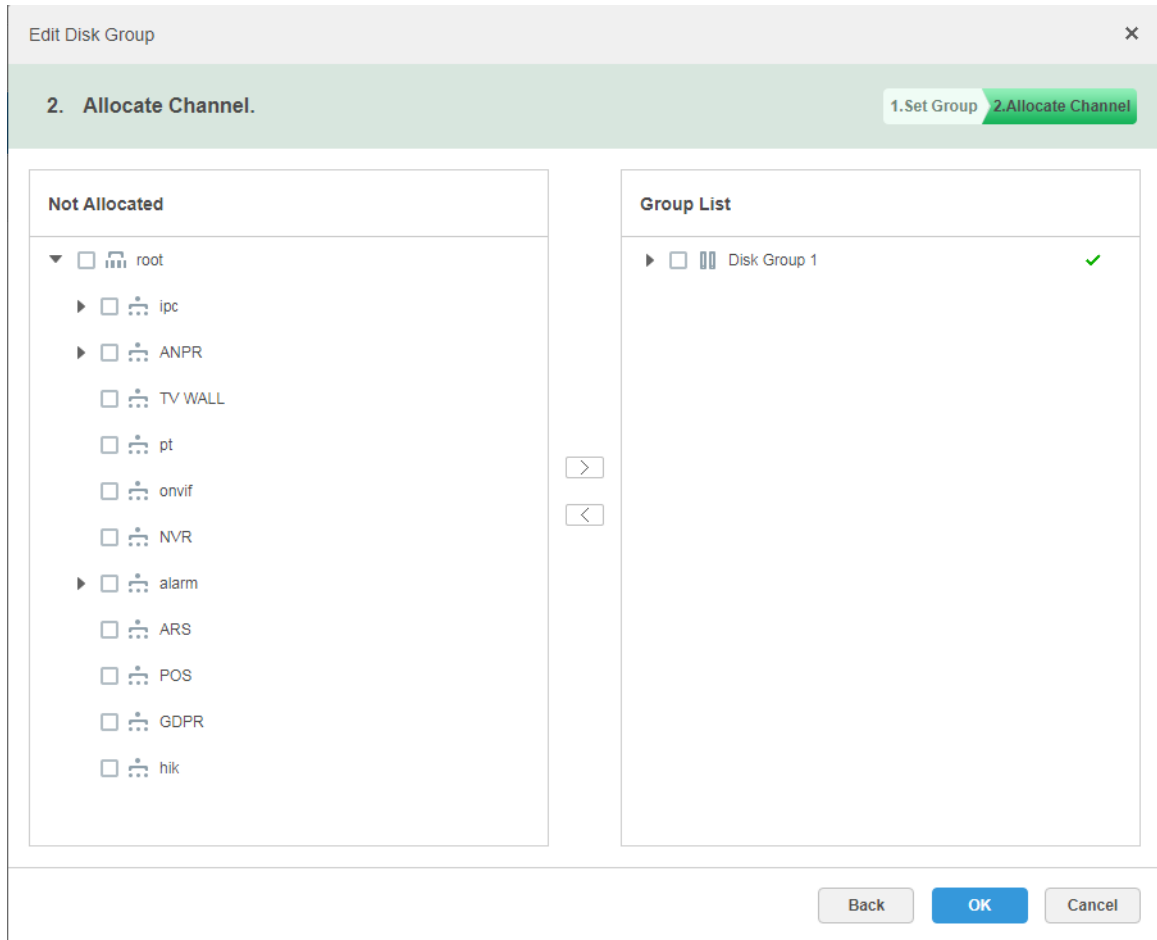 Edit Disk Group
2. Allocate Channel.
1.Set Group 2.Allocate Channel
Not Allocated
root
ipc
ANPR
TV WALL
pt
onvif
NVR
alarm
ARS
POS
GDPR
hik
Group List
Disk Group 1
Back OK Cancel